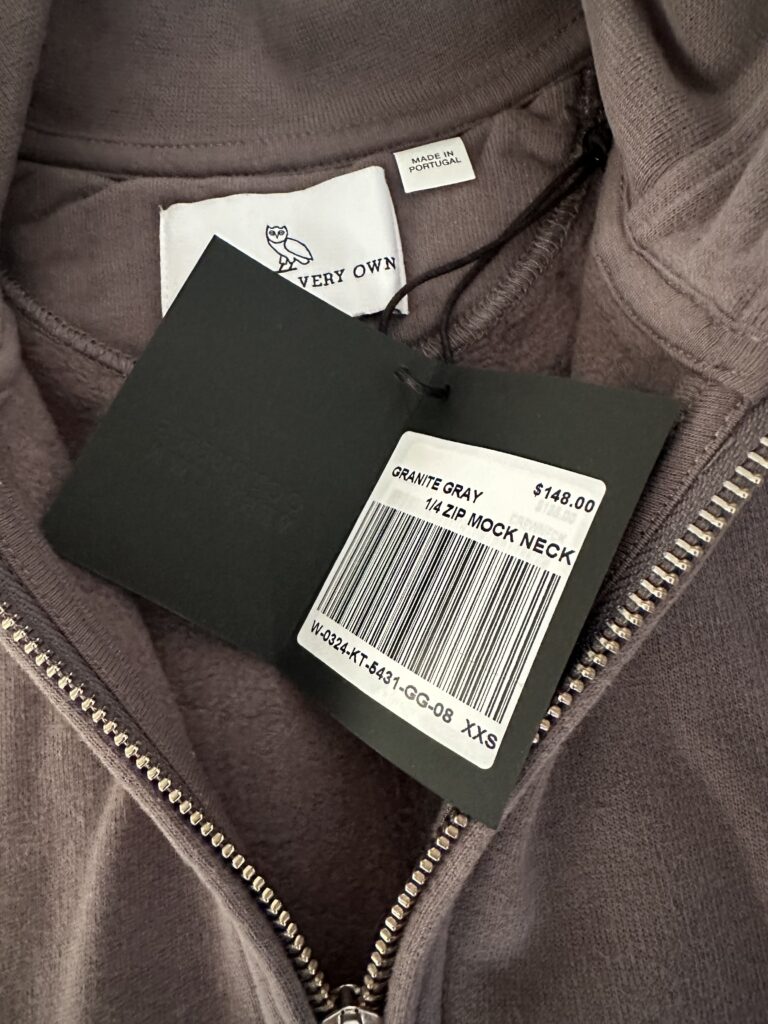 MADE IN
PORTUGAL
VERY OWN
GRANITE GRAY $148.00
1/4 ZIP MOCK NECK
W-0324-KT-5431-GG-08 XXS